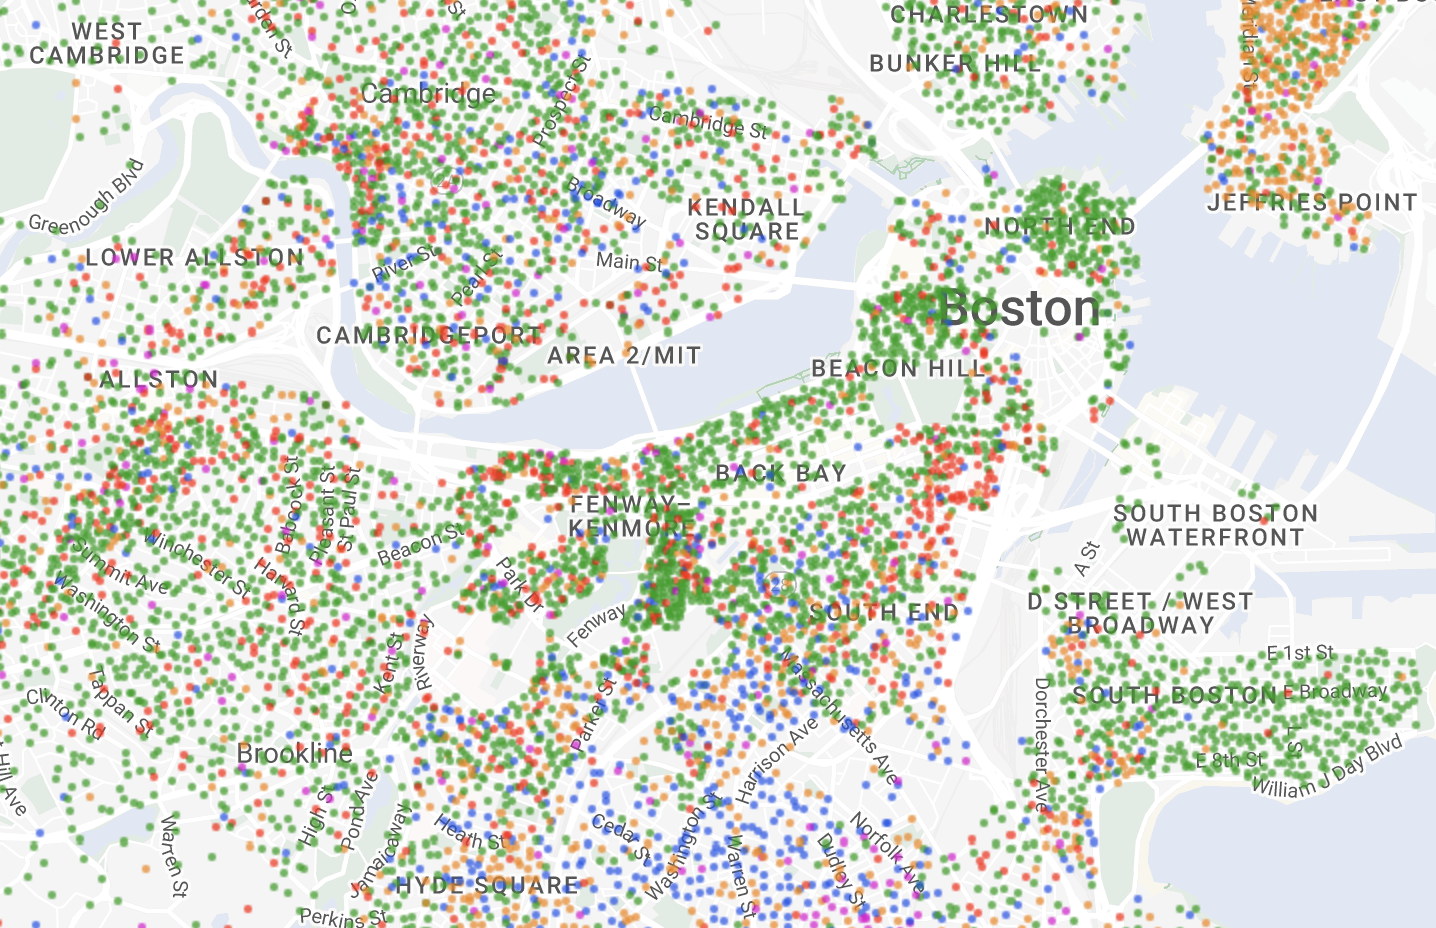 CHARLESTOWN
WEST
CAMBRIDGE
BUNKER HILL
Meridian St
Cambridge
Prospect St
Cambridge St
Greenough Blvd
Broadway
KENDALL
SQUARE
JEFFRIES POINT
NORTH END
LOWER ALLSTON
River St
Pearl St
Main St
Boston
CAMBRIDGEPORT
AREA 2/MIT
BEACON HILL
ALLSTON
BACK BAY
Babcock St
Pleasant St
St Paul St
FENWAY–
KENMORE
SOUTH BOSTON
WATERFRONT
Beacon St
Winchester St
Summit Ave
Washington St
Harvard St
Park Dr
A St
Fenway
SOUTH END
D STREET / WEST
BROADWAY
Kent St
Riverway
E 1st St
Massachusetts Ave
Tappan St
Clinton Rd
Parker St
Dorchester Ave
SOUTH BOSTON
E Broadway
L St
Brookline
Harrison Ave
E 8th St
William J Day Blvd
Hill Ave
High St
Pond Ave
Jamaicaway
Heath St
Cedar St
Washington St
Warren St
Warren St
Dudley St
Norfolk Ave
HYDE SQUARE
Perkins St